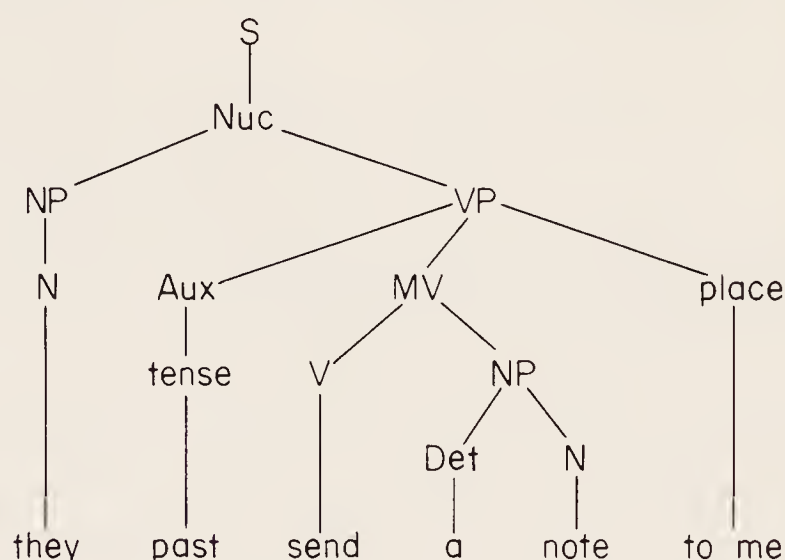 S
Nuc
NP VP
N Aux MV place
tense V NP
Det N
they past send a note to me